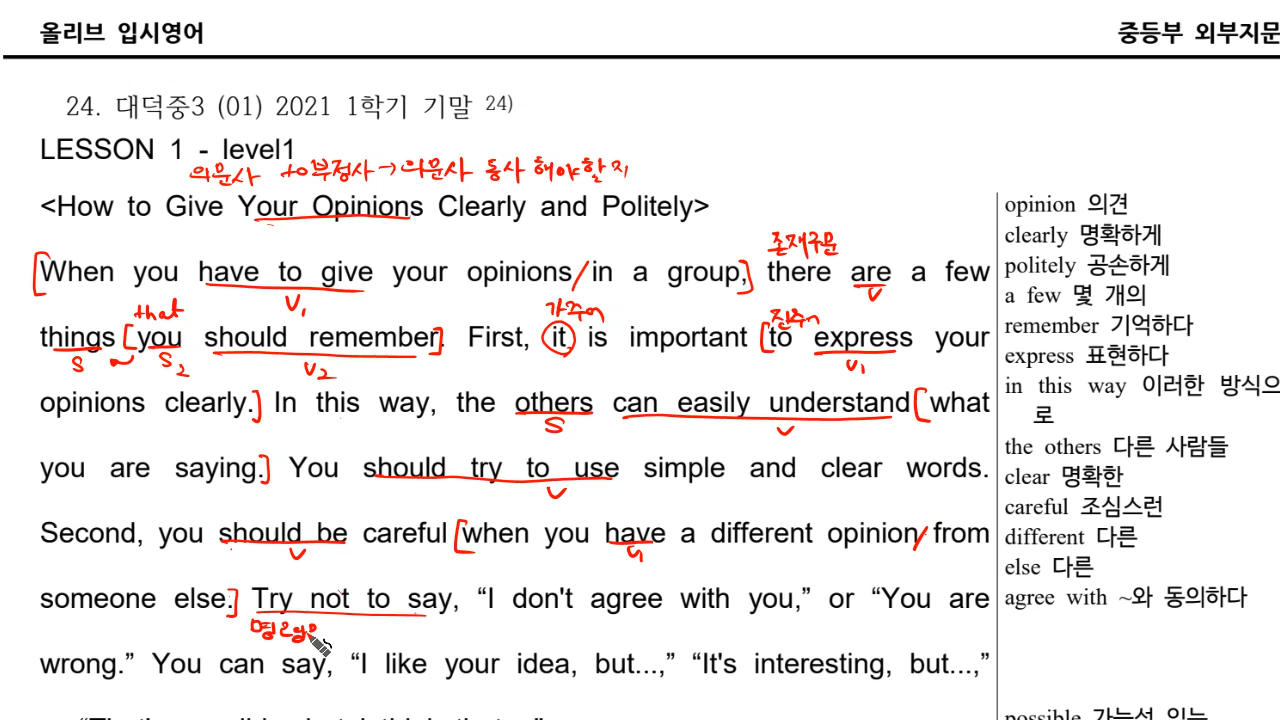 올리브 입시영어
중등부 외부지문
24. 대덕중3 (01) 2021 1학기 기말 24)
LESSON 1 - level1
의문사 to부정사→의문사 동사 해야할지
<How to Give Your Opinions Clearly and Politely>
존재구문
[When you have to give your opinions/in a group,] there are a few
V1 V
that 가주어 진주어
things [you should remember]. First, it is important [to express your
S S2 V2 V1
opinions clearly.] In this way, the others can easily understand [what
S V
you are saying.] You should try to use simple and clear words.
V
Second, you should be careful [when you have a different opinion/from
V V1
someone else.] Try not to say, “I don't agree with you,” or “You are
명령문
wrong.” You can say, “I like your idea, but...,” “It's interesting, but...,”
opinion 의견
clearly 명확하게
politely 공손하게
a few 몇 개의
remember 기억하다
express 표현하다
in this way 이러한 방식으
로
the others 다른 사람들
clear 명확한
careful 조심스런
different 다른
else 다른
agree with ~와 동의하다
possible 가능성 있는